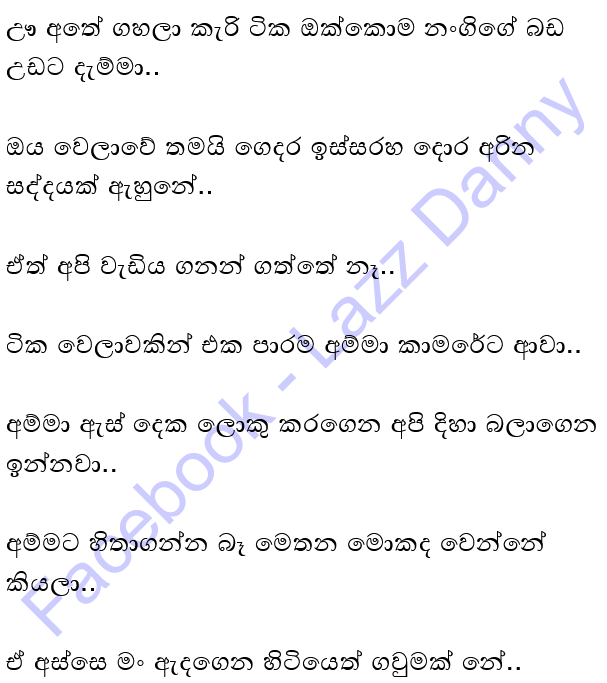 ඌ අතේ ගහලා කැරි ටික ඔක්කොම නංගිගේ බඩ
උඩට දැම්මා..
ඔය වෙලාවේ තමයි ගෙදර ඉස්සරහ දොර අරින
සද්දයක් ඇහුනේ..
ඒත් අපි වැඩිය ගනන් ගත්තේ නෑ..
ටික වෙලාවකින් එක පාරම අම්මා කාමරේට ආවා..
අම්මා ඇස් දෙක ලොකු කරගෙන අපි දිහා බලාගෙන
ඉන්නවා..
අම්මට හිතාගන්න බෑ මෙතන මොකද වෙන්නේ
කියලා..
ඒ අස්සෙ මං ඇදගෙන හිටියෙත් ගවුමක් නේ..
Facebook - Lazz Danny